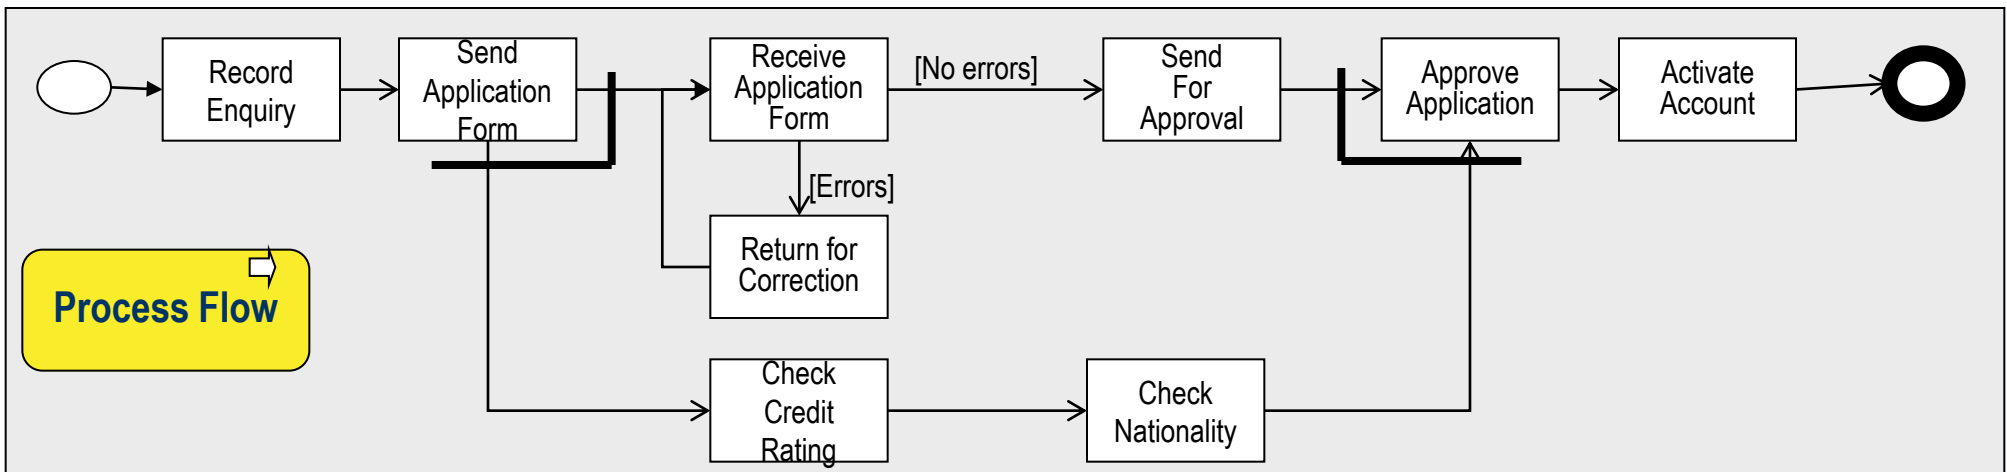 Record
Enquiry
Send
Application
Form
Receive
Application
Form
[No errors]
Send
For
Approval
Approve
Application
Activate
Account
[Errors]
Return for
Correction
Process Flow
Check
Credit
Rating
Check
Nationality